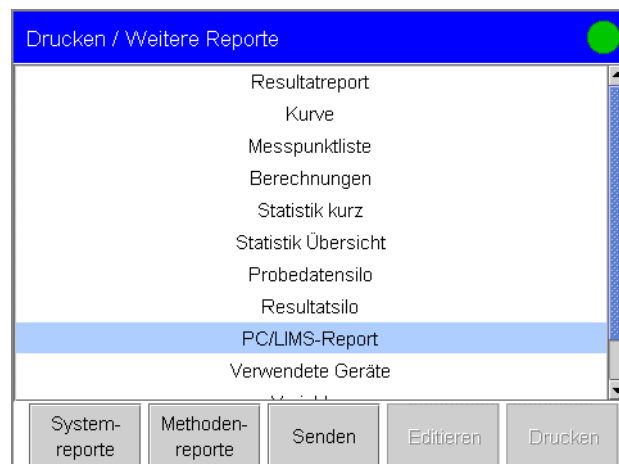 Drucken / Weitere Reporte
Resultatreport
Kurve
Messpunktliste
Berechnungen
Statistik kurz
Statistik Übersicht
Probedatensilo
Resultatsilo
PC/LIMS-Report
Verwendete Geräte
System-
reporte
Methoden-
reporte
Senden
Editieren
Drucken